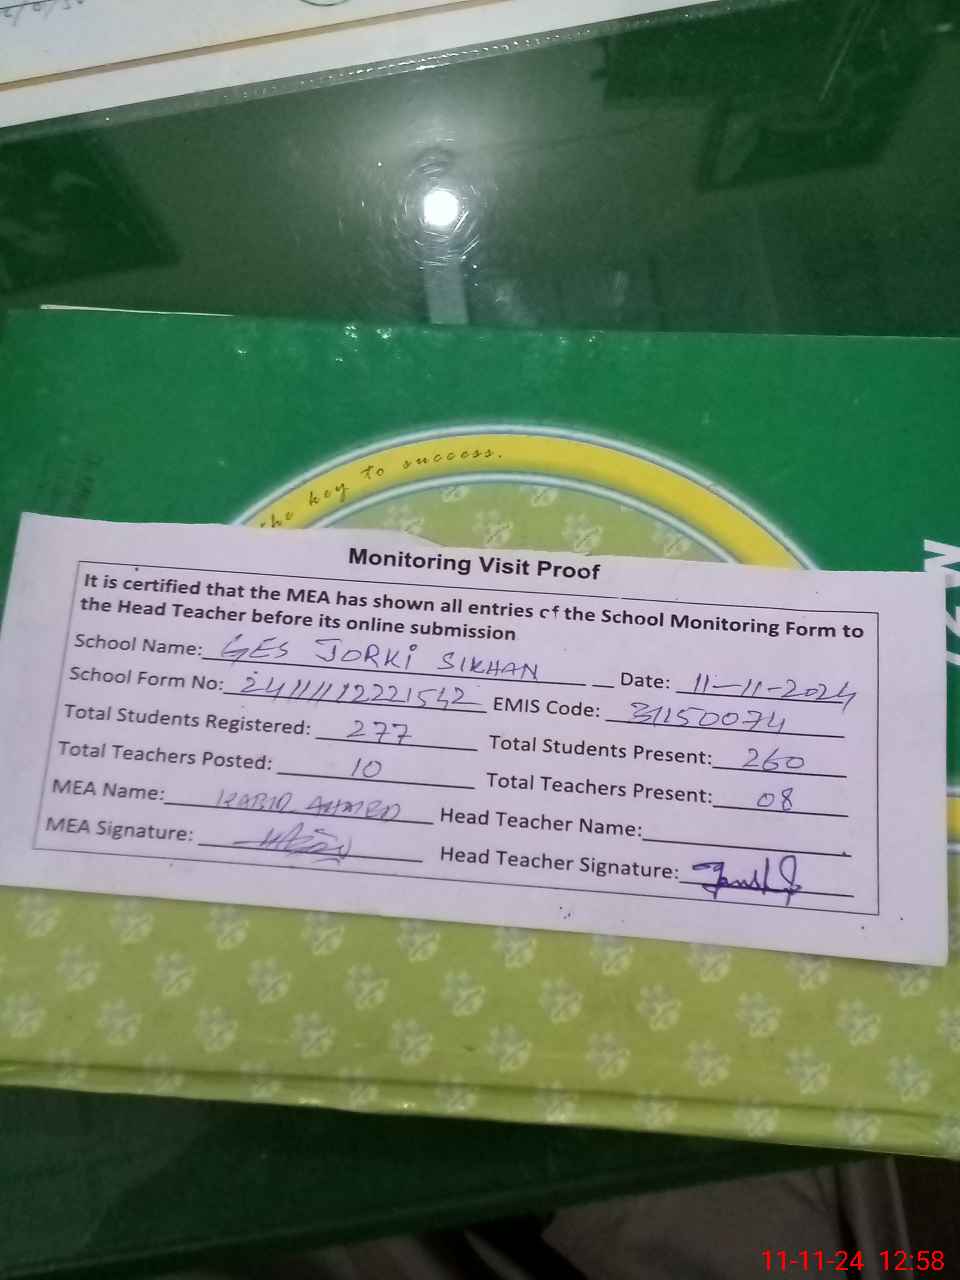 the key to success.
Monitoring Visit Proof
It is certified that the MEA has shown all entries of the School Monitoring Form to
the Head Teacher before its online submission
School Name: GES JORKI SIKHAN Date: 11-11-2024
School Form No: 24111112221542 EMIS Code: 31150074
Total Students Registered: 277 Total Students Present: 260
Total Teachers Posted: 10 Total Teachers Present: 08
MEA Name: KABIR AHMED Head Teacher Name:
MEA Signature: Head Teacher Signature:
11-11-24 12:58